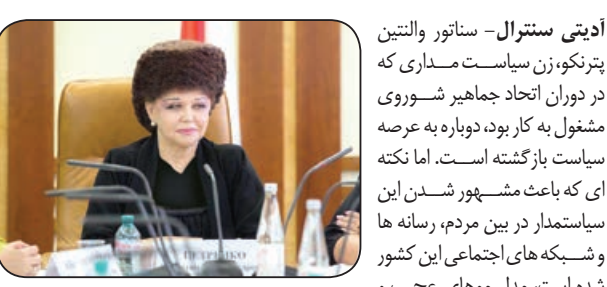 آدیتی سنترال- سناتور والنتین
پترنکو، زن سیاست مداری که
در دوران اتحاد جماهیر شوروی
مشغول به کار بود، دوباره به عرصه
سیاست بازگشته است. اما نکته
ای که باعث مشهور شدن این
سیاستمدار در بین مردم، رسانه ها
و شبکه های اجتماعی این کشور